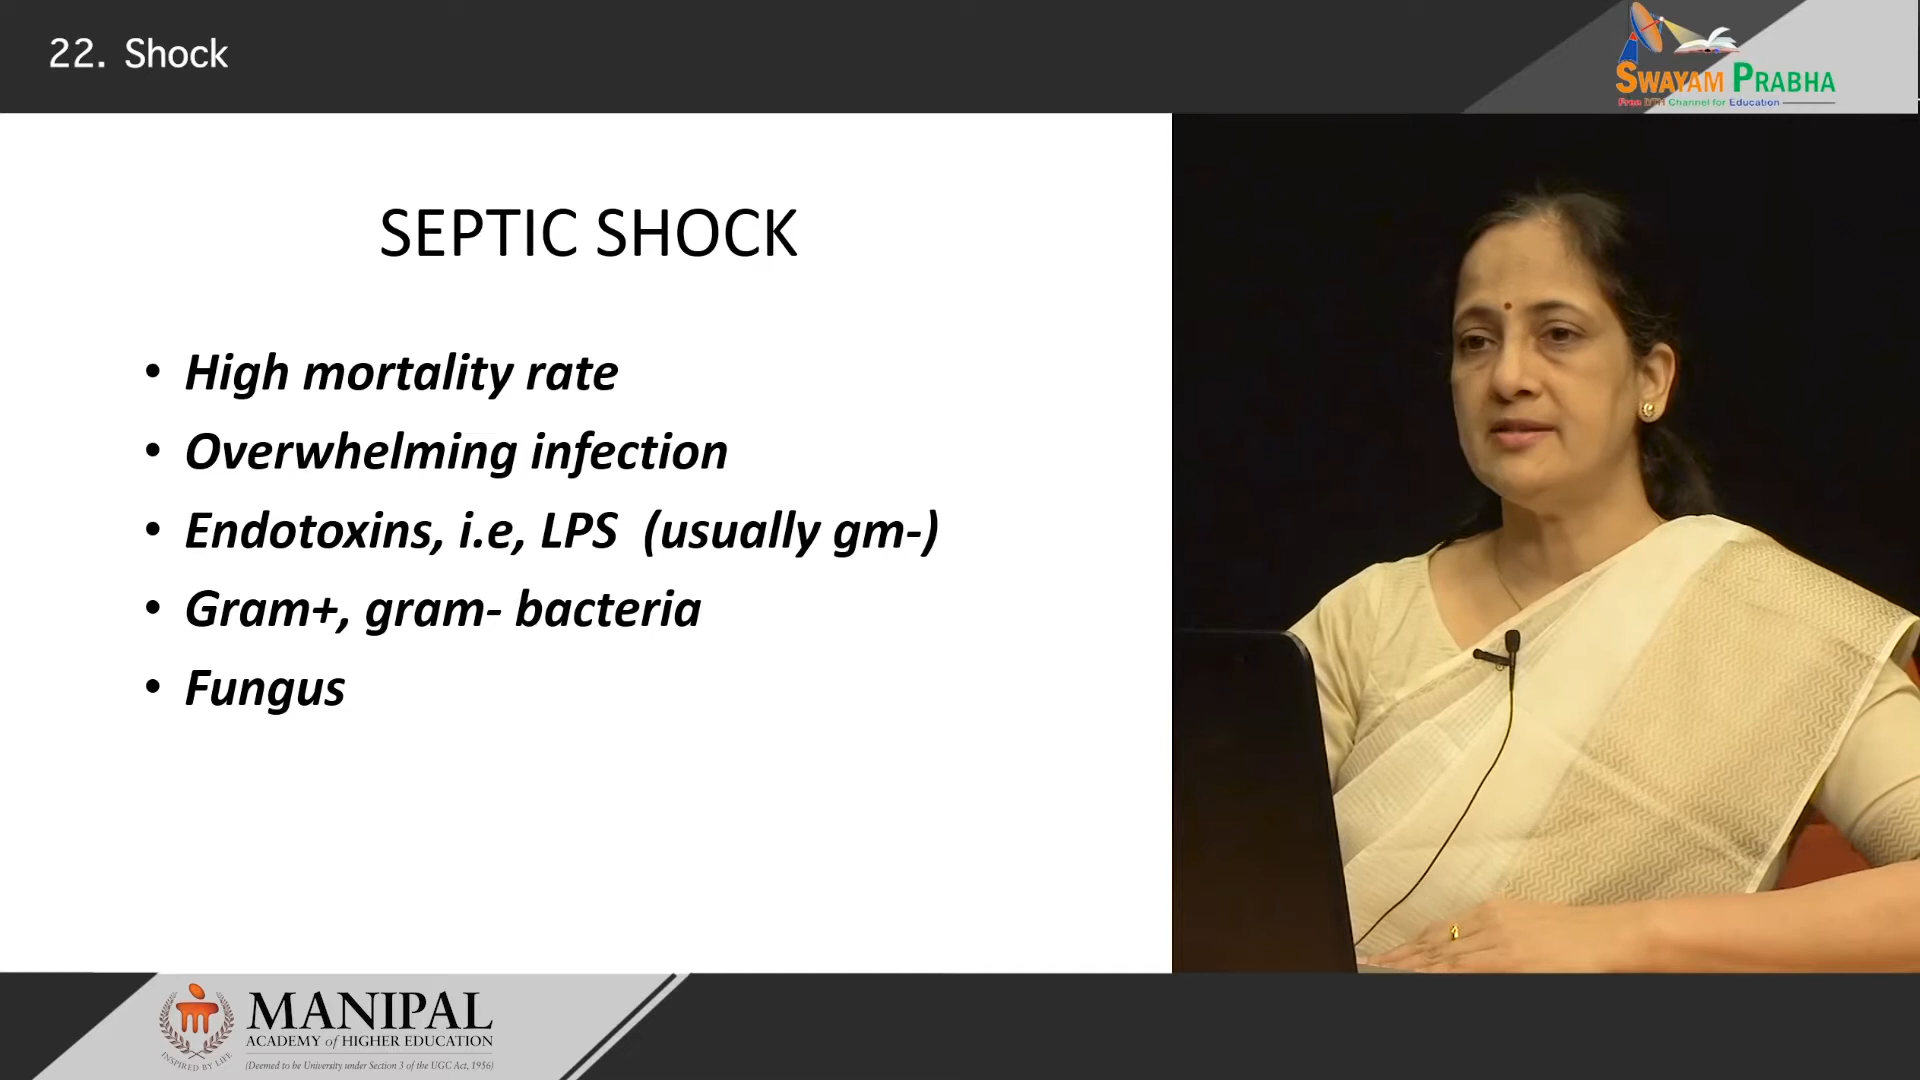 22. Shock
SWAYAM PRABHA
Free DTH Channel for Education
SEPTIC SHOCK
• High mortality rate
• Overwhelming infection
• Endotoxins, i.e, LPS (usually gm-)
• Gram+, gram- bacteria
• Fungus
INSPIRED BY LIFE
MANIPAL
ACADEMY of HIGHER EDUCATION
(Deemed to be University under Section 3 of the UGC Act, 1956)